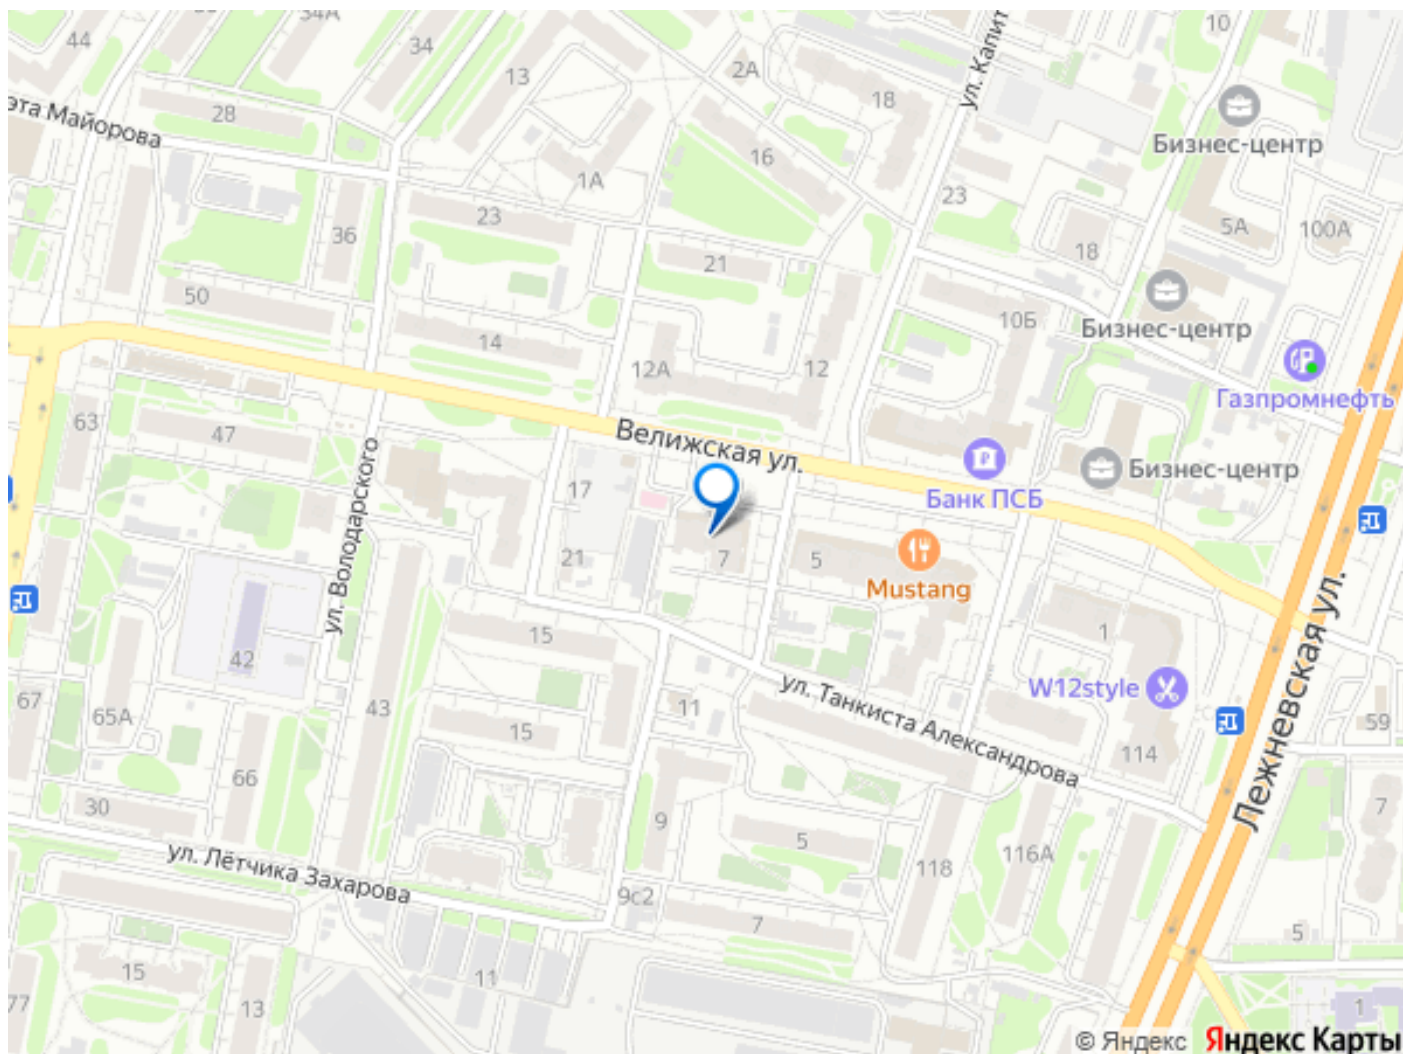 44
34А
34
13
2А
18
10
ул. Капит
Бизнес-центр
эта Майорова
28
16
1А
23
36
23
21
18
5А
100А
50
14
12А
12
10Б
Бизнес-центр
Газпромнефть
63
47
Велижская ул.
Банк ПСБ
Бизнес-центр
ул. Володарского
17
21
7
5
Mustang
42
15
1
W12style
67
65А
43
15
11
ул. Танкиста Александрова
114
59
Лежневская ул.
66
30
9
5
118
116А
7
ул. Лётчика Захарова
9с2
7
5
15
11
77
13
1
© Яндекс Яндекс Карты